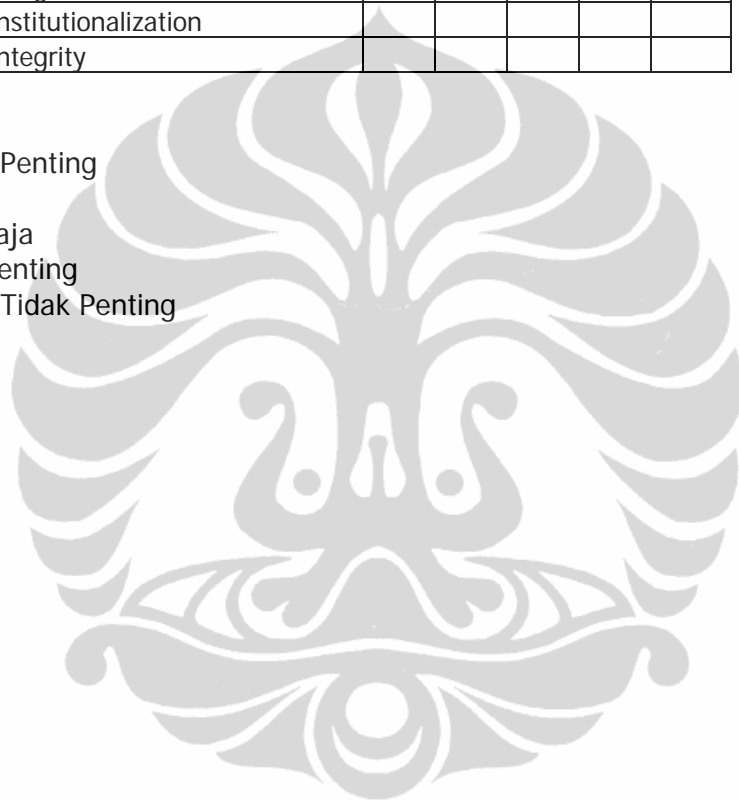 nstitutionalization
ntegrity
Penting
aja
enting
Tidak Penting